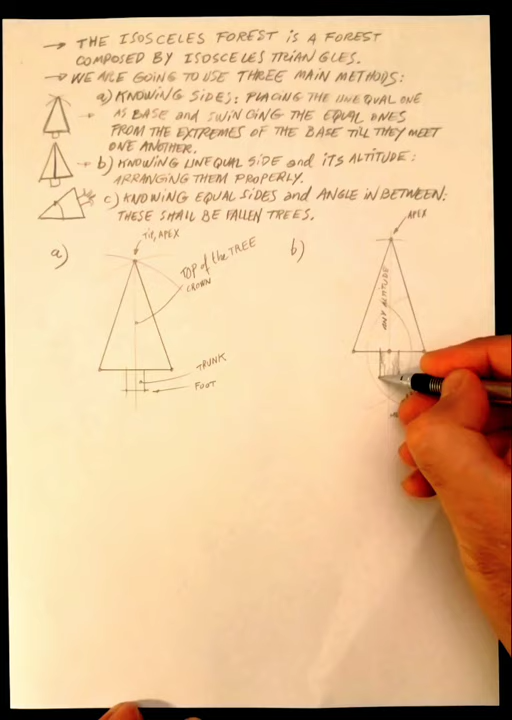 → THE ISOSCELES FOREST IS A FOREST
COMPOSED BY ISOSCELES TRIANGLES.
→ WE ARE GOING TO USE THREE MAIN METHODS:
a) KNOWING SIDES: PLACING THE UNEQUAL ONE
AS BASE and SWINGING THE EQUAL ONES
FROM THE EXTREMES OF THE BASE TILL THEY MEET
ONE ANOTHER.
b) KNOWING UNEQUAL SIDE and iTS ALTITUDE:
ARRANGING THEM PROPERLY.
c) KNOWING EQUAL SIDES and ANGLE IN BETWEEN:
THESE SHALL BE FALLEN TREES.
a)
TIP, APEX
TOP of the TREE
CROWN
TRUNK
FOOT
b)
APEX
ANY ALTITUDE